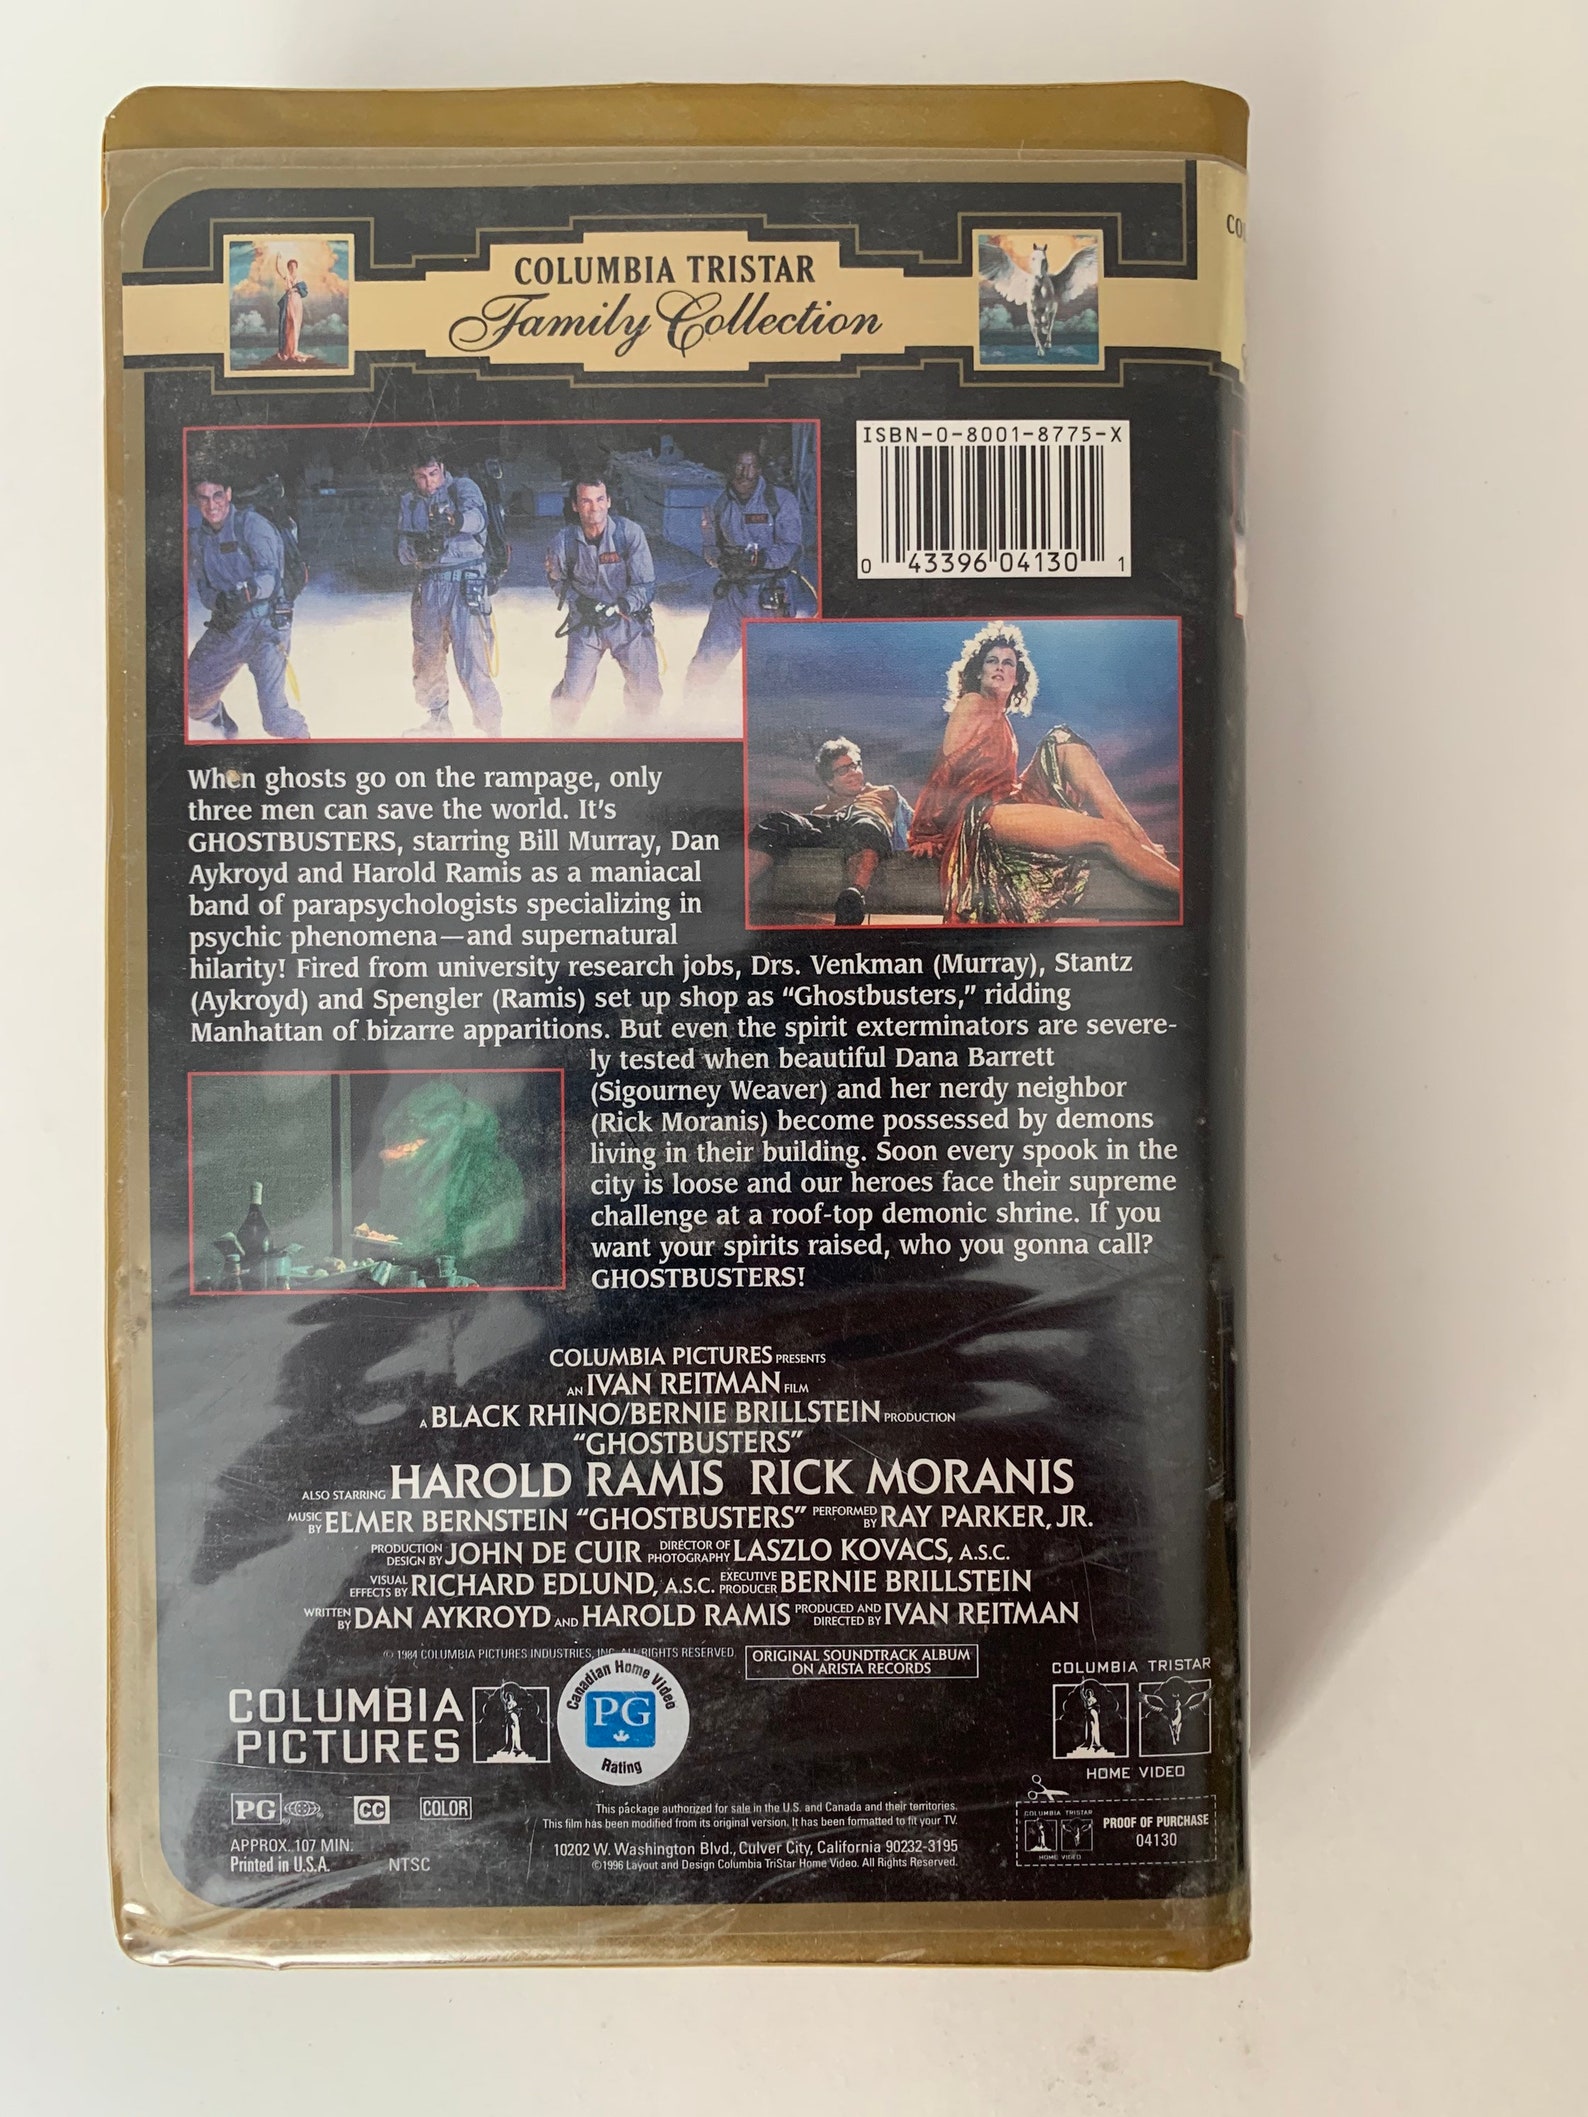 COLUMBIA TRISTAR
Family Collection
ISBN-0-8001-8775-X
0 43396 04130 1
When ghosts go on the rampage, only
three men can save the world. It's
GHOSTBUSTERS, starring Bill Murray, Dan
Aykroyd and Harold Ramis as a maniacal
band of parapsychologists specializing in
psychic phenomena—and supernatural
hilarity! Fired from university research jobs, Drs. Venkman (Murray), Stantz
(Aykroyd) and Spengler (Ramis) set up shop as “Ghostbusters,” ridding
Manhattan of bizarre apparitions. But even the spirit exterminators are severe-
ly tested when beautiful Dana Barrett
(Sigourney Weaver) and her nerdy neighbor
(Rick Moranis) become possessed by demons
living in their building. Soon every spook in the
city is loose and our heroes face their supreme
challenge at a roof-top demonic shrine. If you
want your spirits raised, who you gonna call?
GHOSTBUSTERS!
COLUMBIA PICTURES PRESENTS
AN IVAN REITMAN FILM
A BLACK RHINO/BERNIE BRILLSTEIN PRODUCTION
“GHOSTBUSTERS”
ALSO STARRING HAROLD RAMIS RICK MORANIS
MUSIC BY ELMER BERNSTEIN “GHOSTBUSTERS” PERFORMED BY RAY PARKER, JR.
PRODUCTION DESIGN BY JOHN DE CUIR DIRECTOR OF PHOTOGRAPHY LASZLO KOVACS, A.S.C.
VISUAL EFFECTS BY RICHARD EDLUND, A.S.C. EXECUTIVE PRODUCER BERNIE BRILLSTEIN
WRITTEN BY DAN AYKROYD AND HAROLD RAMIS PRODUCED AND DIRECTED BY IVAN REITMAN
© 1984 COLUMBIA PICTURES INDUSTRIES, INC. ALL RIGHTS RESERVED.
ORIGINAL SOUNDTRACK ALBUM
ON ARISTA RECORDS
COLUMBIA
PICTURES
Canadian Home Video
PG
Rating
COLUMBIA TRISTAR
HOME VIDEO
PG ® CC COLOR
APPROX. 107 MIN.
Printed in U.S.A. NTSC
This package authorized for sale in the U.S. and Canada and their territories.
This film has been modified from its original version. It has been formatted to fit your TV.
10202 W. Washington Blvd., Culver City, California 90232-3195
©1996 Layout and Design Columbia TriStar Home Video. All Rights Reserved.
COLUMBIA TRISTAR
HOME VIDEO
PROOF OF PURCHASE
04130